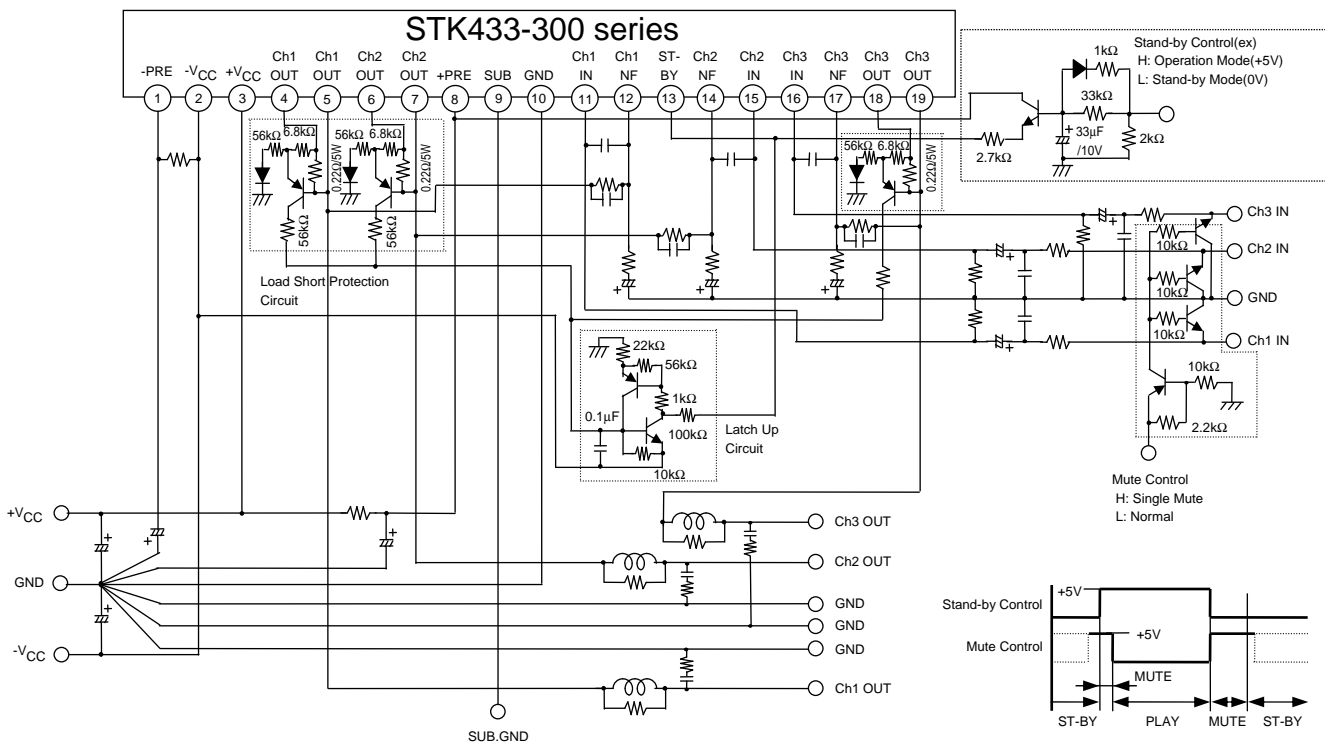 STK433-300 series
-PRE
-VCC
+VCC
Ch1 OUT
Ch1 OUT
Ch2 OUT
Ch2 OUT
+PRE
SUB
GND
Ch1 IN
Ch1 NF
ST-BY
Ch2 NF
Ch2 IN
Ch3 IN
Ch3 NF
Ch3 OUT
Ch3 OUT
1 2 3 4 5 6 7 8 9 10 11 12 13 14 15 16 17 18 19
Stand-by Control(ex)
H: Operation Mode(+5V)
L: Stand-by Mode(0V)
1kΩ
33kΩ
33μF
/10V
2kΩ
2.7kΩ
56kΩ
6.8kΩ
0.22Ω/5W
56kΩ
56kΩ
6.8kΩ
0.22Ω/5W
56kΩ
Load Short Protection
Circuit
56kΩ
6.8kΩ
0.22Ω/5W
Ch3 IN
10kΩ
Ch2 IN
10kΩ
GND
10kΩ
Ch1 IN
10kΩ
2.2kΩ
Mute Control
H: Single Mute
L: Normal
22kΩ
56kΩ
1kΩ
0.1μF
100kΩ
10kΩ
Latch Up
Circuit
+VCC
GND
-VCC
+
+
+
+
+
+
+
+
+
+
Ch3 OUT
Ch2 OUT
GND
GND
GND
Ch1 OUT
SUB.GND
Stand-by Control
+5V
Mute Control
+5V
MUTE
ST-BY
PLAY
MUTE
ST-BY